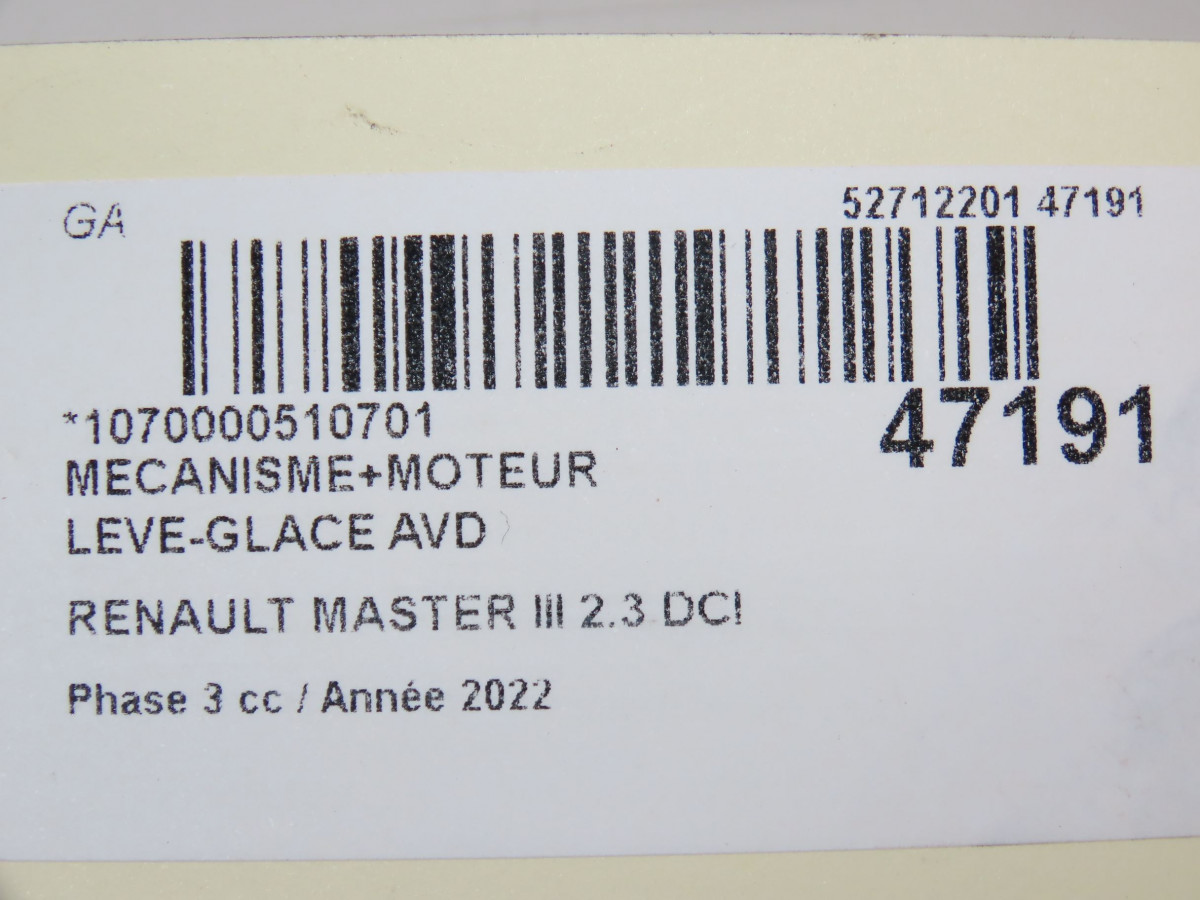 GA
52712201 47191
*1070000510701
47191
MECANISME+MOTEUR
LEVE-GLACE AVD
RENAULT MASTER III 2.3 DCI
Phase 3 cc / Année 2022